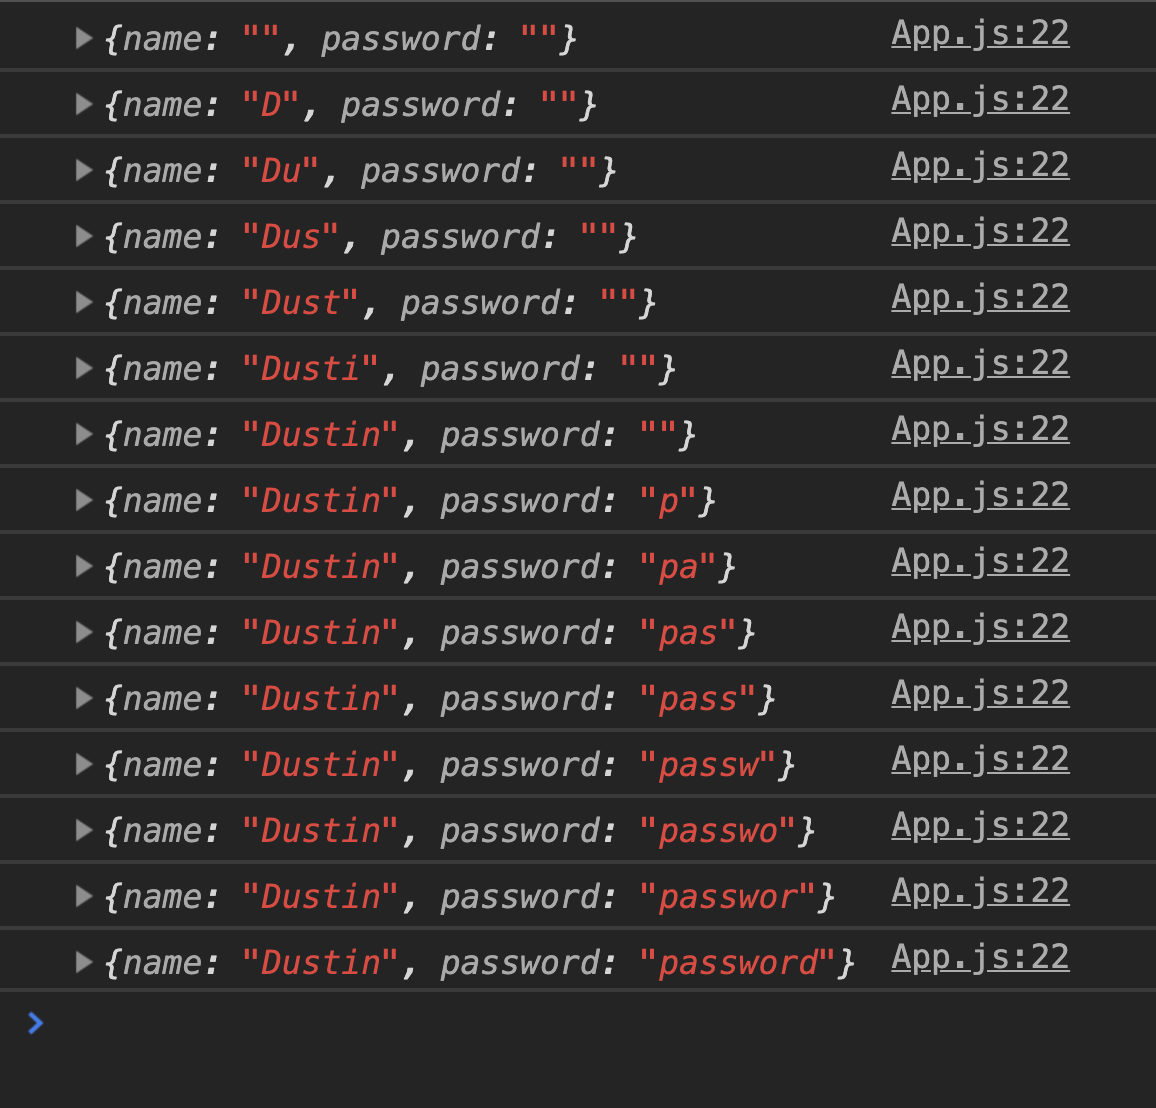 ▶{name: "", password: ""} App.js:22
▶{name: "D", password: ""} App.js:22
▶{name: "Du", password: ""} App.js:22
▶{name: "Dus", password: ""} App.js:22
▶{name: "Dust", password: ""} App.js:22
▶{name: "Dusti", password: ""} App.js:22
▶{name: "Dustin", password: ""} App.js:22
▶{name: "Dustin", password: "p"} App.js:22
▶{name: "Dustin", password: "pa"} App.js:22
▶{name: "Dustin", password: "pas"} App.js:22
▶{name: "Dustin", password: "pass"} App.js:22
▶{name: "Dustin", password: "passw"} App.js:22
▶{name: "Dustin", password: "passwo"} App.js:22
▶{name: "Dustin", password: "passwor"} App.js:22
▶{name: "Dustin", password: "password"} App.js:22